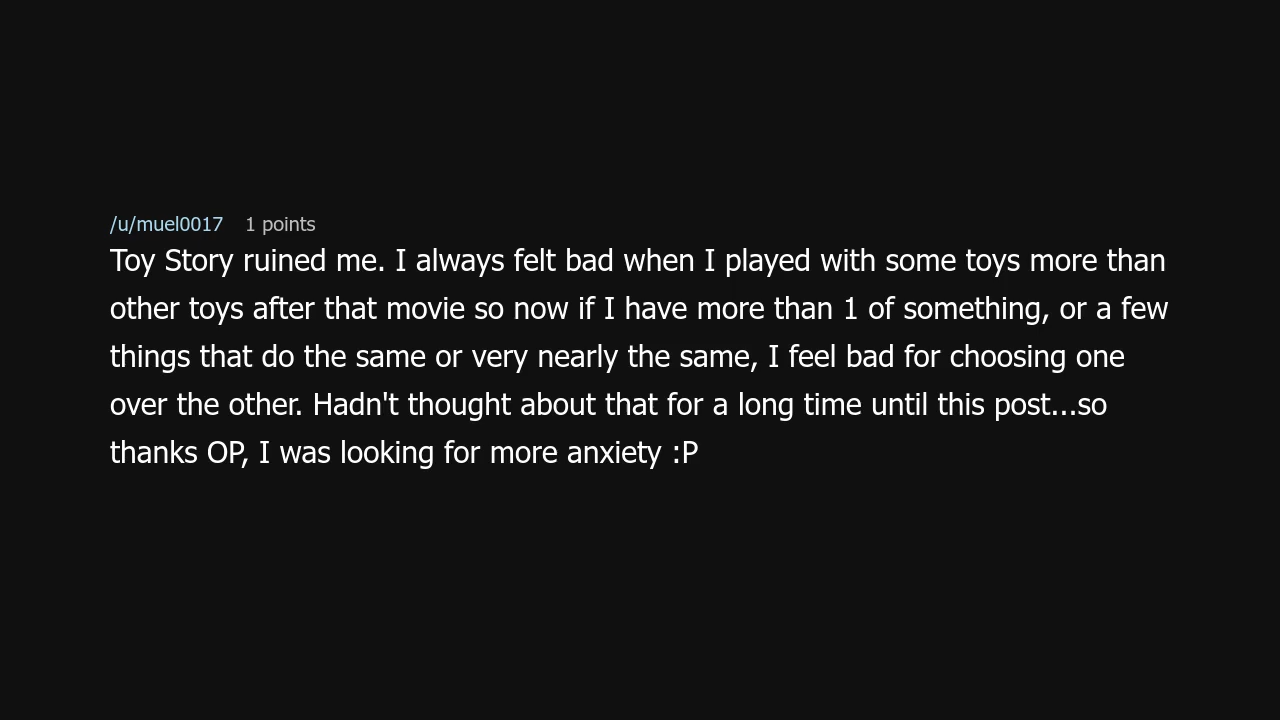 /u/muel0017 1 points
Toy Story ruined me. I always felt bad when I played with some toys more than
other toys after that movie so now if I have more than 1 of something, or a few
things that do the same or very nearly the same, I feel bad for choosing one
over the other. Hadn't thought about that for a long time until this post...so
thanks OP, I was looking for more anxiety :P